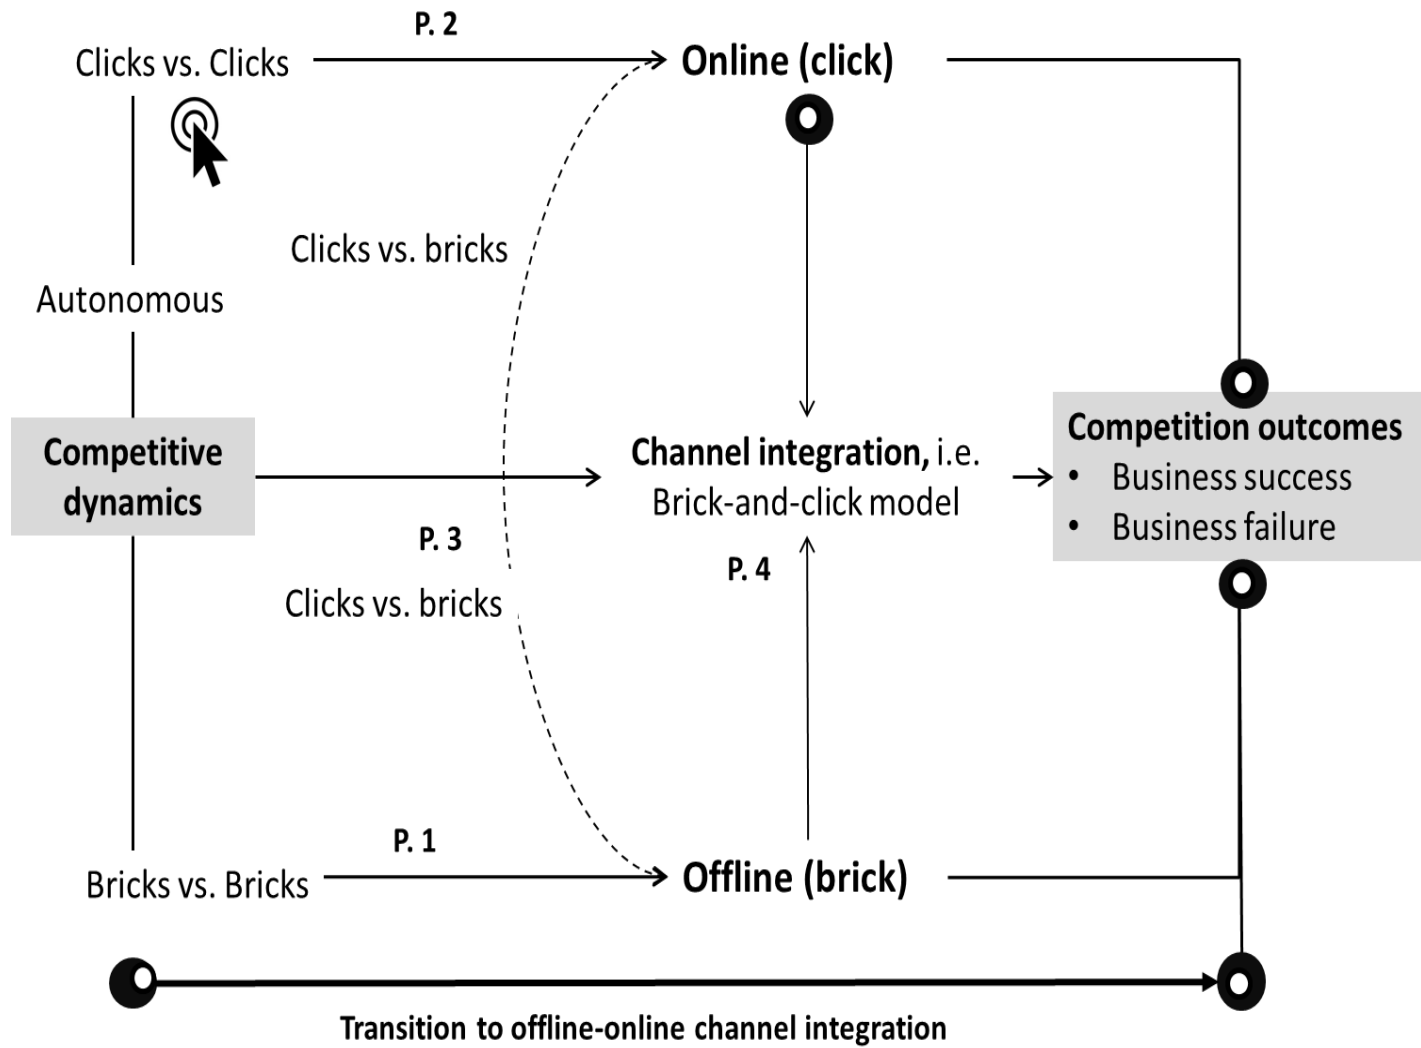 P. 2
Clicks vs. Clicks
Online (click)
Clicks vs. bricks
Autonomous
Competitive
dynamics
Channel integration, i.e.
Brick-and-click model
Competition outcomes
• Business success
• Business failure
P. 3
P. 4
Clicks vs. bricks
P. 1
Bricks vs. Bricks
Offline (brick)
Transition to offline-online channel integration